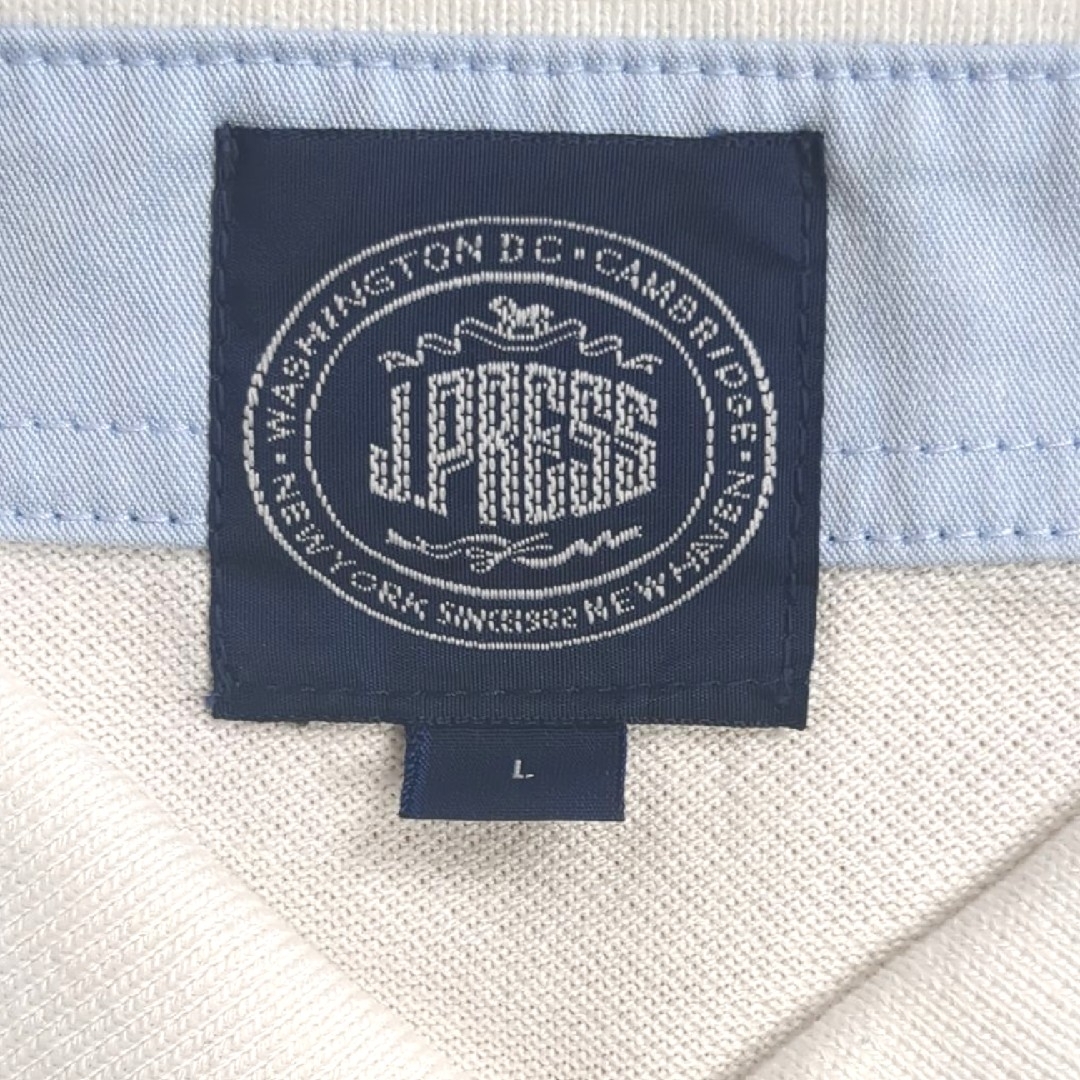 · WASHINGTON DC · CAMBRIDGE ·
J.PRESS
NEW YORK SINCE 1902 NEW HAVEN
L